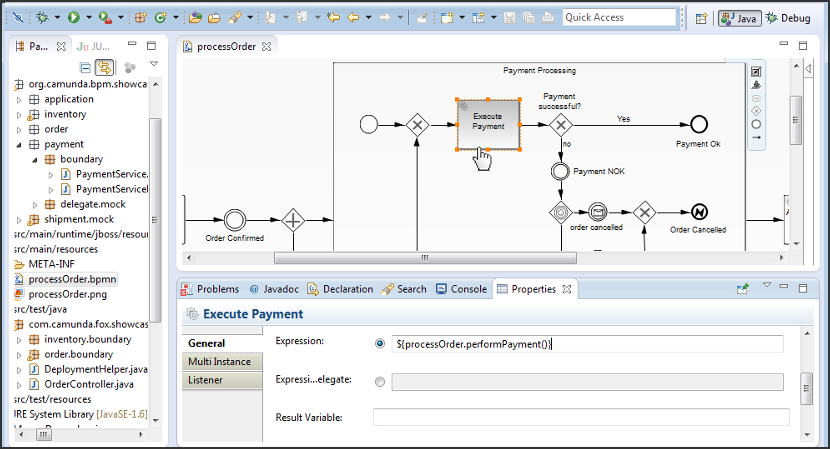 Quick Access
Java
Debug
Pa...
JU...
processOrder
org.camunda.bpm.showcas
application
inventory
order
payment
boundary
PaymentService.
PaymentServiceI
delegate.mock
shipment.mock
src/main/runtime/jboss/resour
src/main/resources
META-INF
processOrder.bpmn
processOrder.png
src/test/java
com.camunda.fox.showcas
inventory.boundary
order.boundary
DeploymentHelper.java
OrderController.java
src/test/resources
JRE System Library [JavaSE-1.6]
Payment Processing
Execute
Payment
Payment
successful?
Yes
Payment Ok
no
Payment NOK
Order Confirmed
order cancelled
Order Cancelled
A
Problems
@ Javadoc
Declaration
Search
Console
Properties
Execute Payment
General
Multi Instance
Listener
Expression:
${processOrder.performPayment()}
Expressi...elegate:
Result Variable: